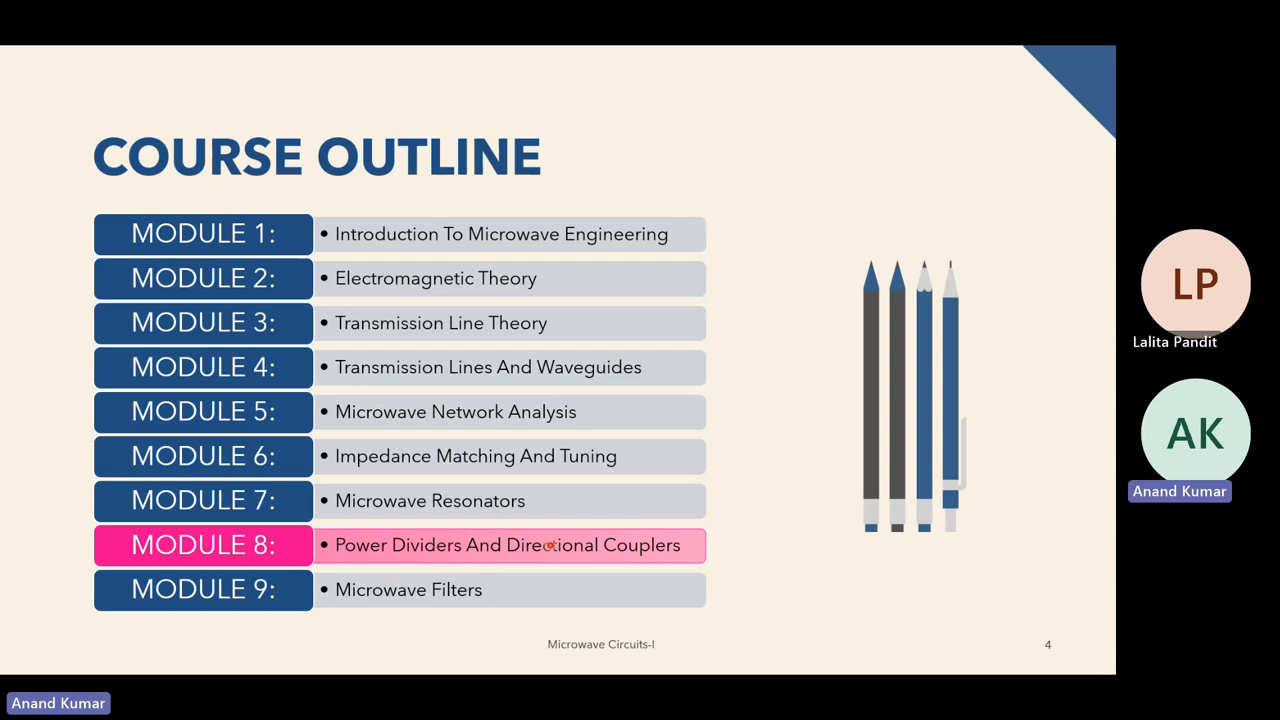 COURSE OUTLINE
MODULE 1: • Introduction To Microwave Engineering
MODULE 2: • Electromagnetic Theory
MODULE 3: • Transmission Line Theory
MODULE 4: • Transmission Lines And Waveguides
MODULE 5: • Microwave Network Analysis
MODULE 6: • Impedance Matching And Tuning
MODULE 7: • Microwave Resonators
MODULE 8: • Power Dividers And Directional Couplers
MODULE 9: • Microwave Filters
Microwave Circuits-I 4
LP
Lalita Pandit
AK
Anand Kumar
Anand Kumar